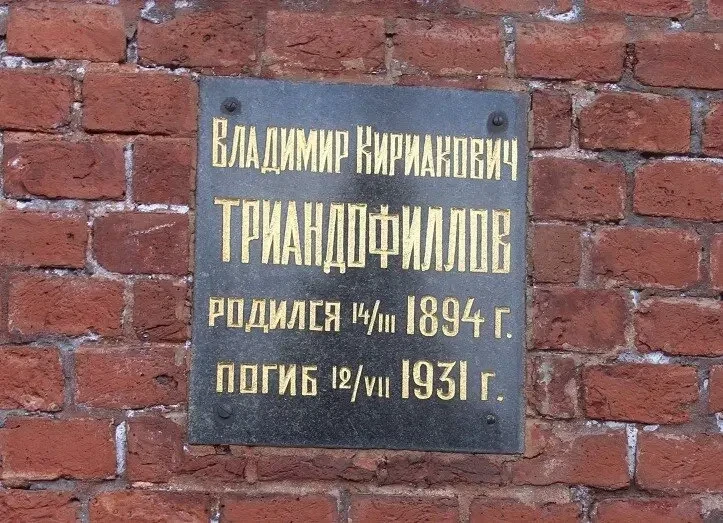 Владимир Кириакович
ТРИАНДОФИЛЛОВ
РОДИЛСЯ 14/III 1894 г.
ПОГИБ 12/VII 1931 г.